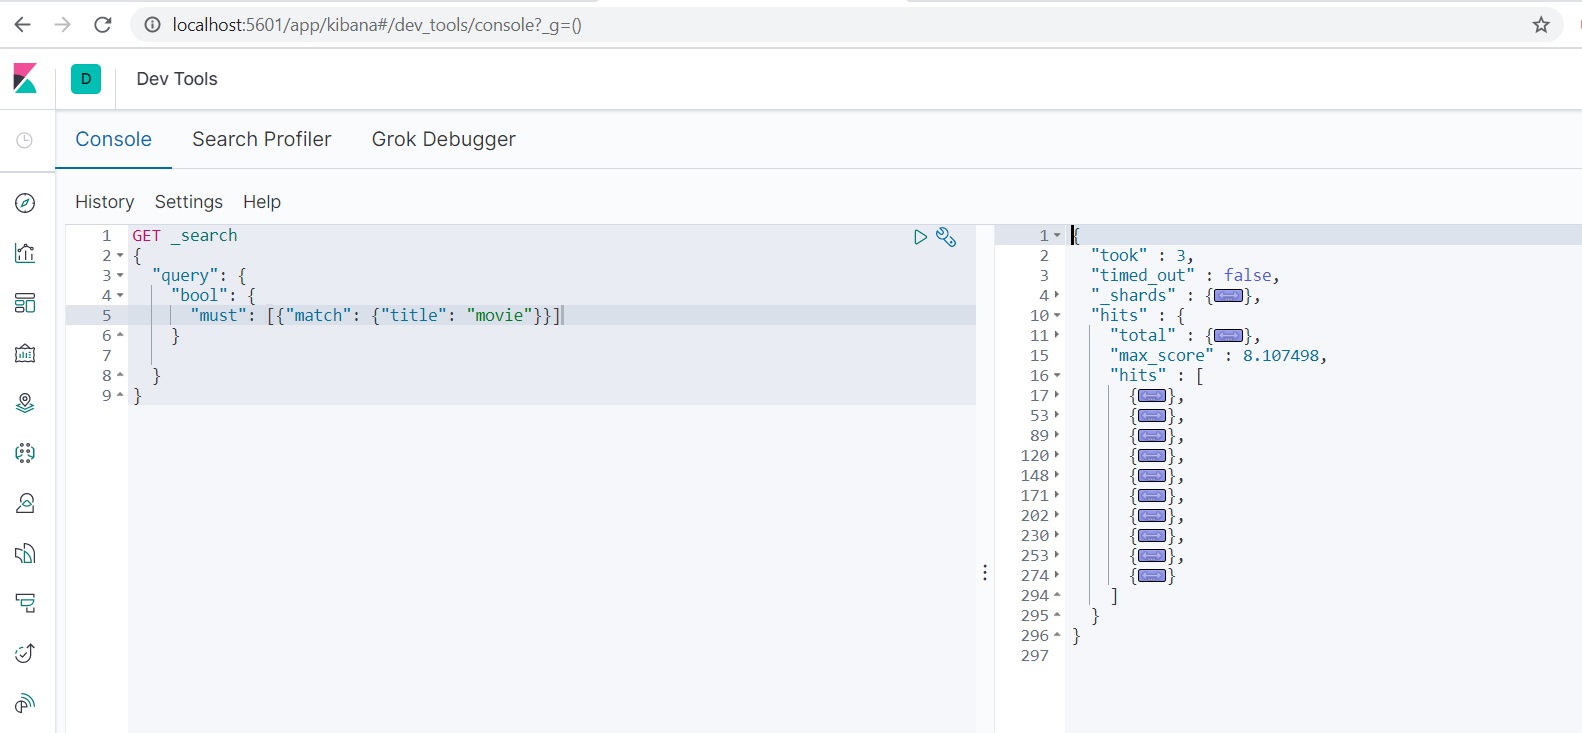 localhost:5601/app/kibana#/dev_tools/console?_g=()
D Dev Tools
Console Search Profiler Grok Debugger
History Settings Help
1 GET _search
2 {
3 "query": {
4 "bool": {
5 "must": [{"match": {"title": "movie"}}]
6 }
7
8 }
9 }
1 {
2 "took" : 3,
3 "timed_out" : false,
4 "_shards" : {},
10 "hits" : {
11 "total" : {},
15 "max_score" : 8.107498,
16 "hits" : [
17 {},
53 {},
89 {},
120 {},
148 {},
171 {},
202 {},
230 {},
253 {},
274 {}
294 ]
295 }
296 }
297